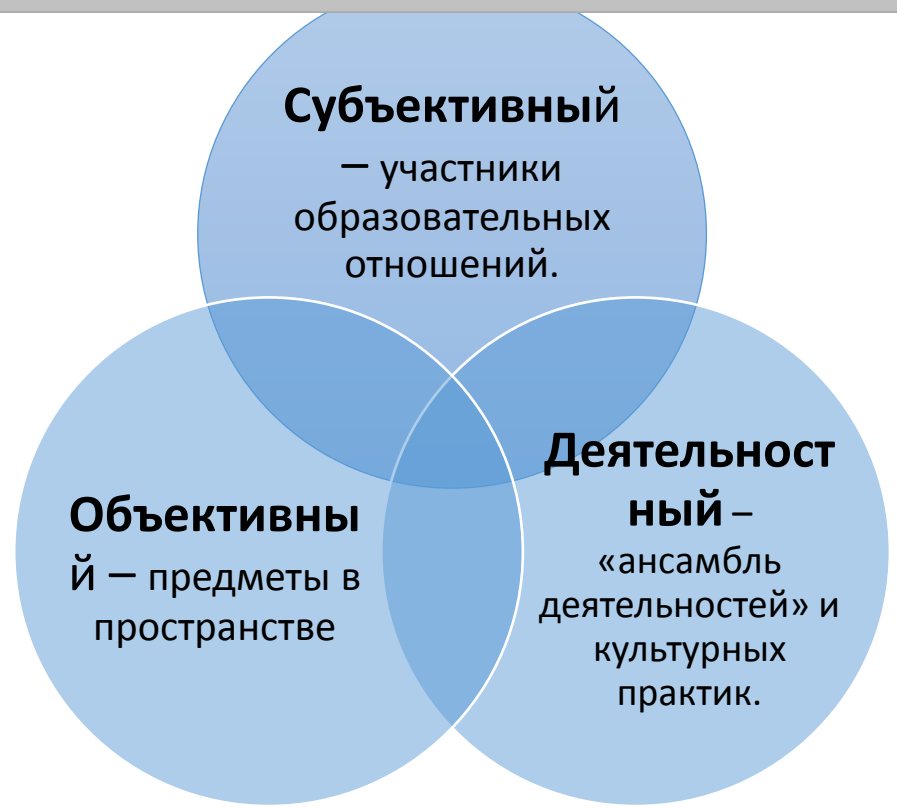 Субъективный
– участники
образовательных
отношений.
Объективны
й – предметы в
пространстве
Деятельност
ный –
«ансамбль
деятельностей» и
культурных
практик.